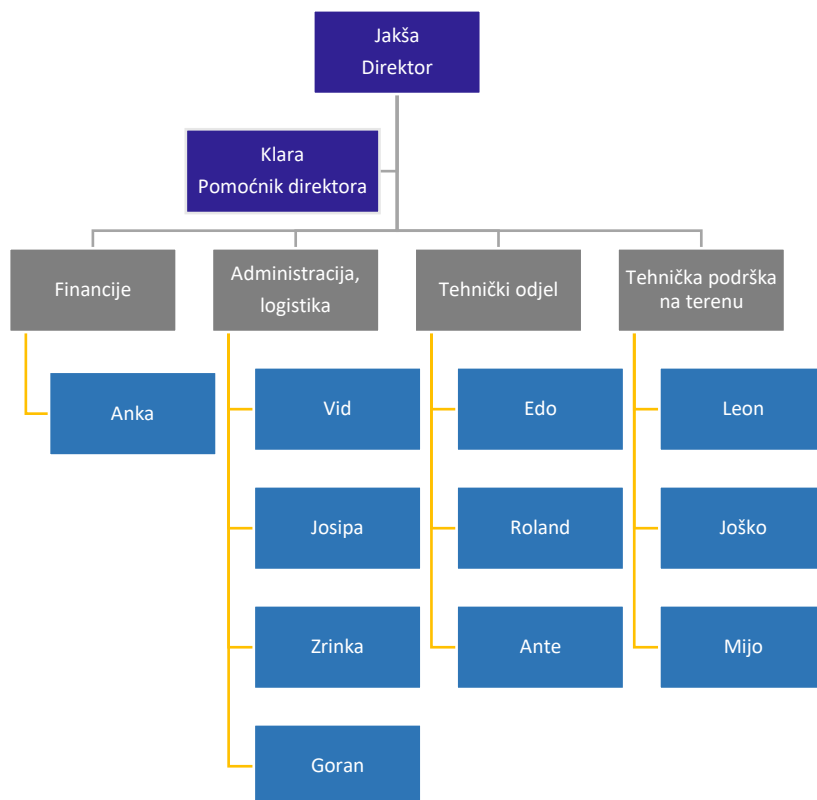 Jakša
Direktor
Klara
Pomoćnik direktora
Financije
Administracija,
logistika
Tehnički odjel
Tehnička podrška
na terenu
Anka
Vid
Edo
Leon
Josipa
Roland
Joško
Zrinka
Ante
Mijo
Goran